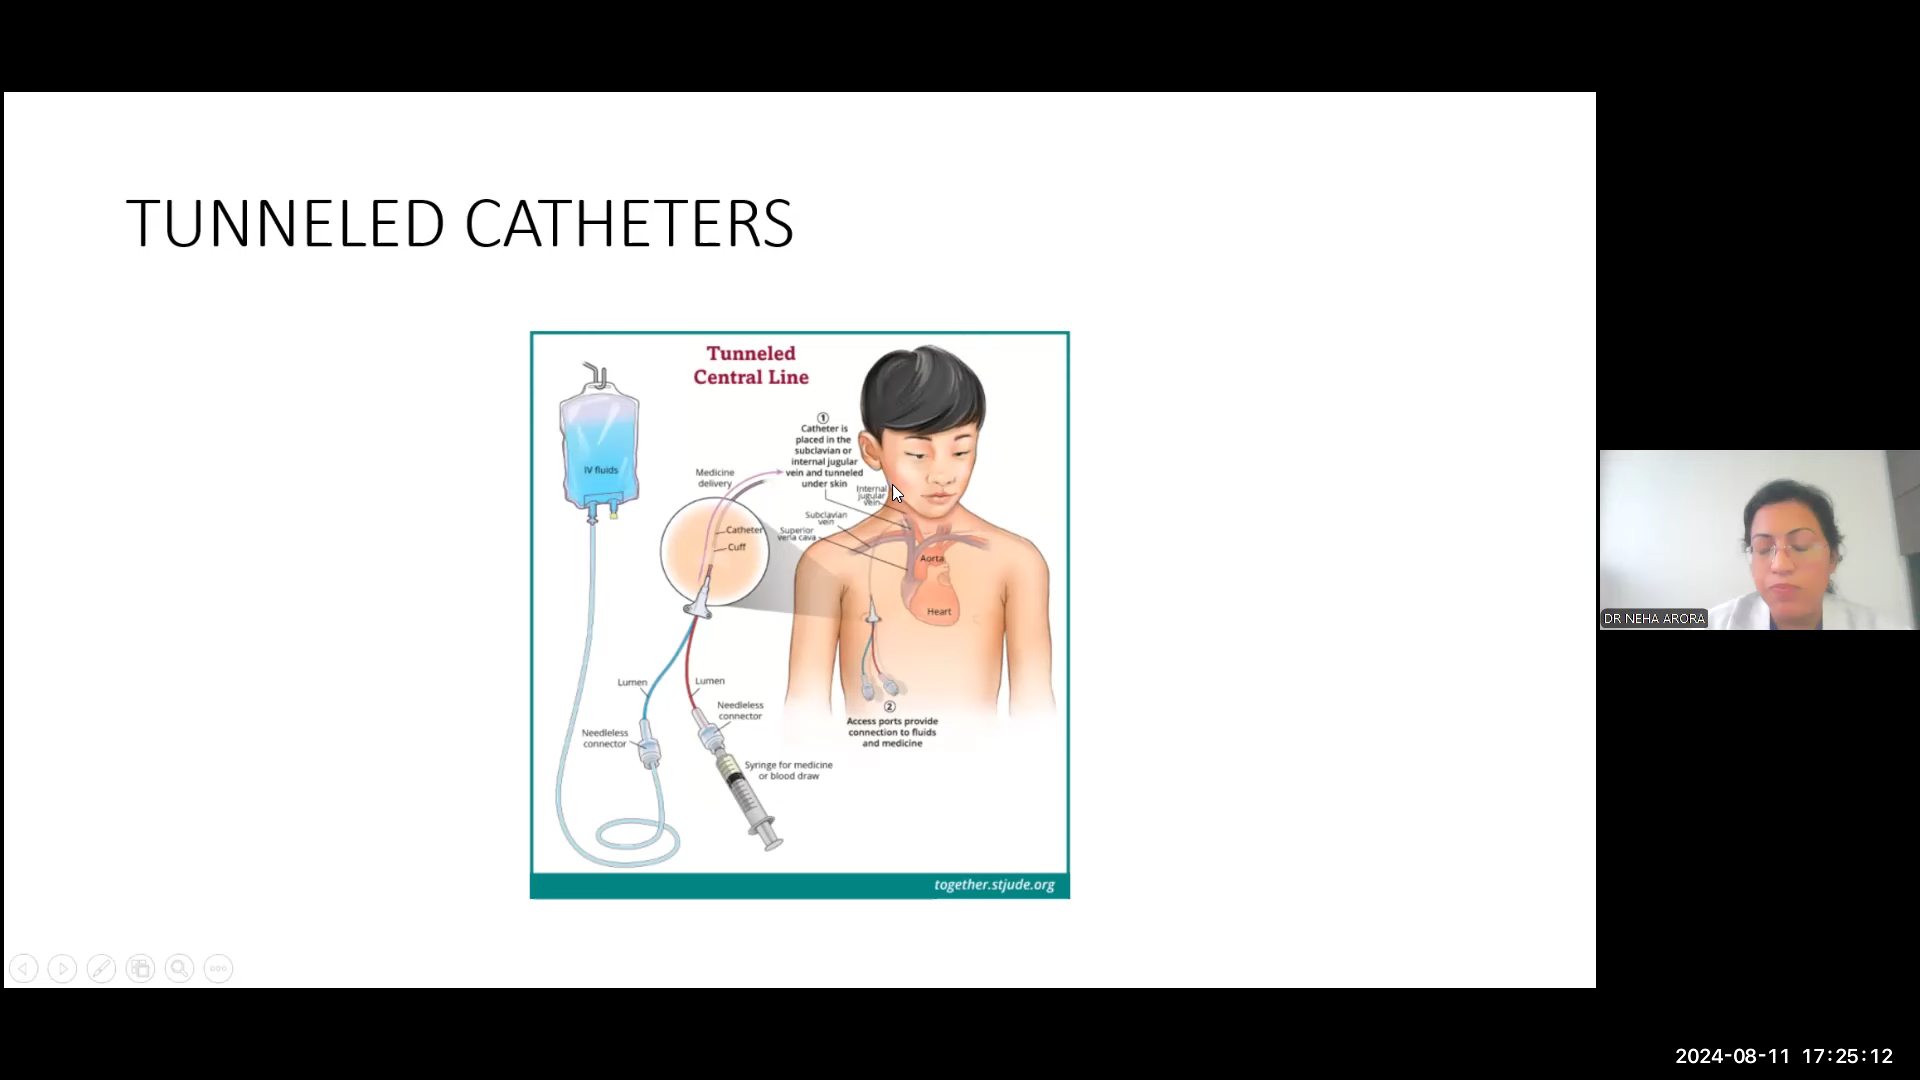 TUNNELED CATHETERS
Tunneled
Central Line
IV fluids
Medicine
delivery
①
Catheter is
placed in the
subclavian or
internal jugular
vein and tunneled
under skin
Internal
jugular
vein
Subclavian
vein
Superior
vena cava
Catheter
Cuff
Aorta
Heart
Lumen
Lumen
Needleless
connector
Needleless
connector
Syringe for medicine
or blood draw
②
Access ports provide
connection to fluids
and medicine
together.stjude.org
DR NEHA ARORA
2024-08-11 17:25:12